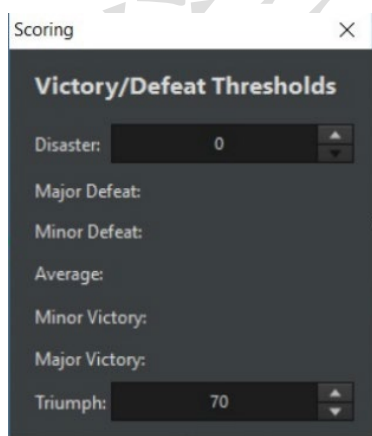 Scoring
Victory/Defeat Thresholds
Disaster: 0
Major Defeat:
Minor Defeat:
Average:
Minor Victory:
Major Victory:
Triumph: 70